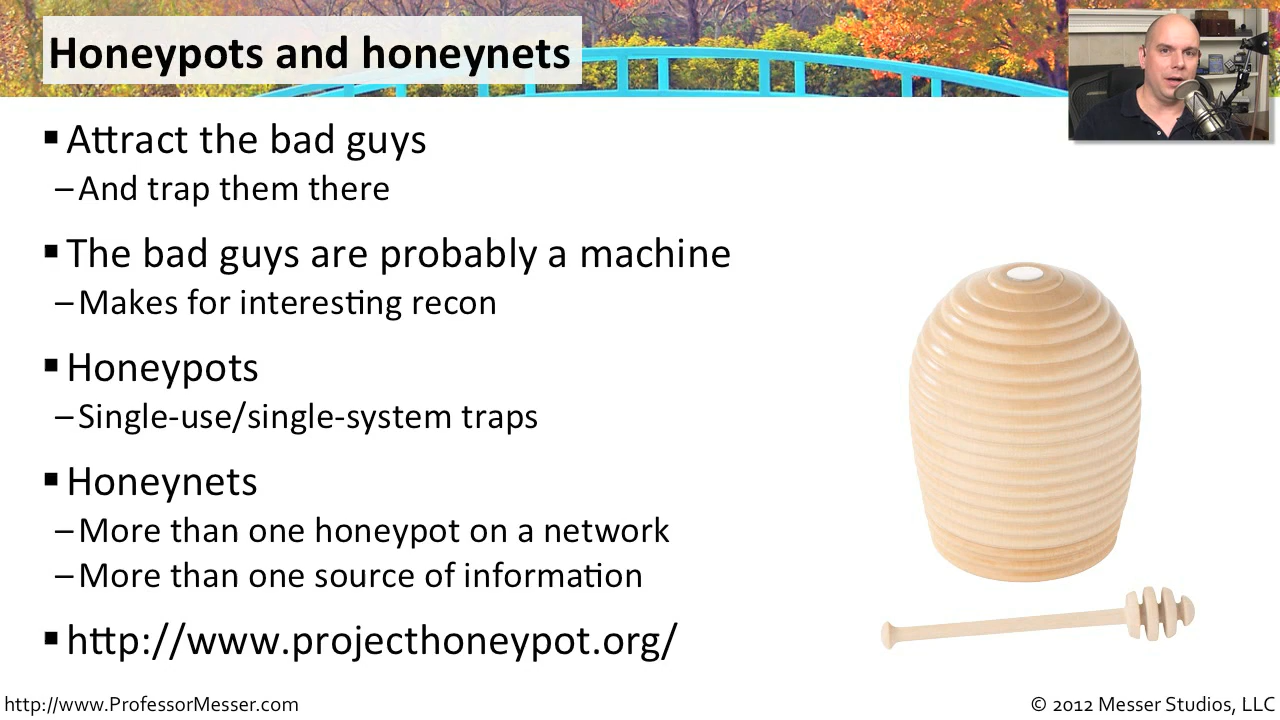 Honeypots and honeynets
▪ Attract the bad guys
– And trap them there
▪ The bad guys are probably a machine
– Makes for interesting recon
▪ Honeypots
– Single-use/single-system traps
▪ Honeynets
– More than one honeypot on a network
– More than one source of information
▪ http://www.projecthoneypot.org/
http://www.ProfessorMesser.com
© 2012 Messer Studios, LLC